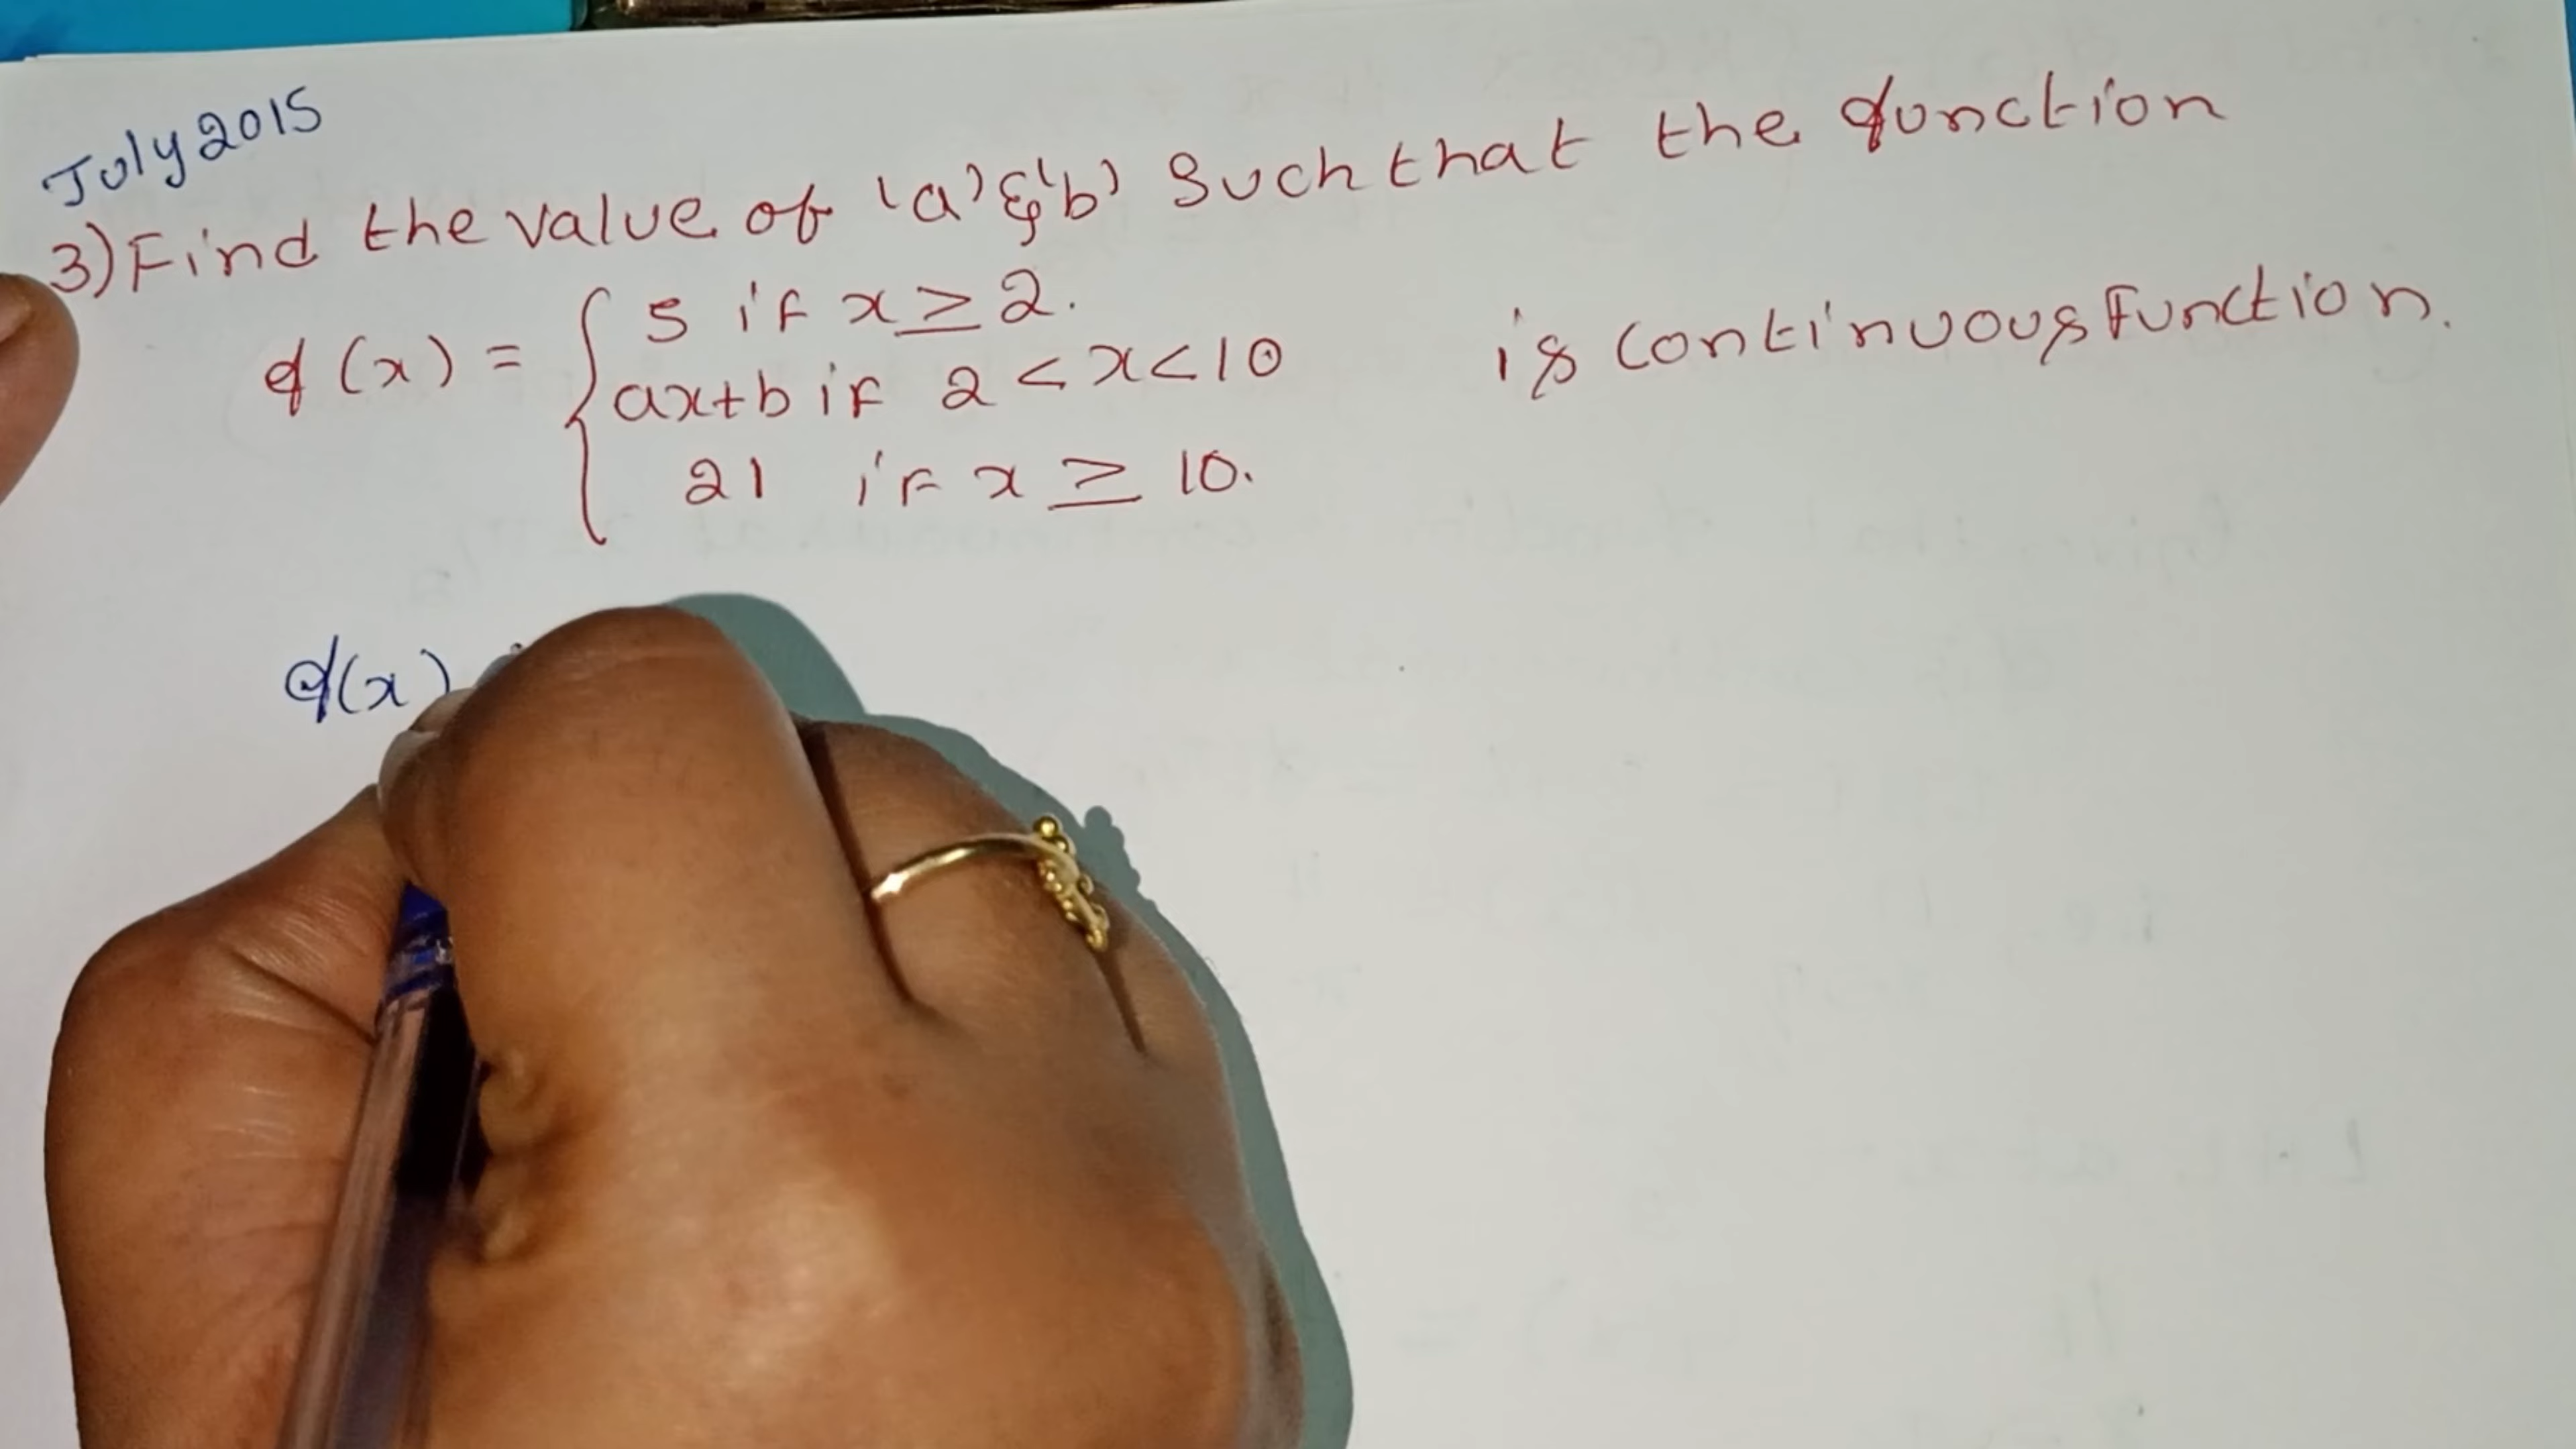 July 2015
3) Find the value of 'a' & 'b' Such that the function
f(x) = { 5 if x ≥ 2. is continuous Function.
ax+b if 2 < x < 10
21 if x ≥ 10.
f(x)